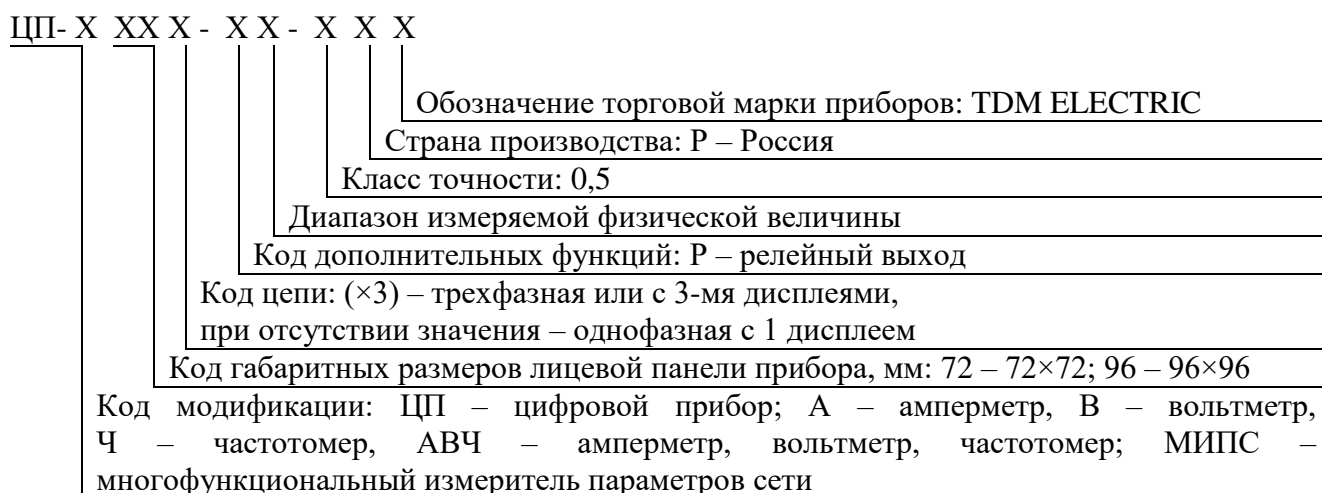 ЦП- Х ХХ Х - Х Х - Х Х Х
Обозначение торговой марки приборов: TDM ELECTRIC
Страна производства: Р – Россия
Класс точности: 0,5
Диапазон измеряемой физической величины
Код дополнительных функций: Р – релейный выход
Код цепи: (×3) – трехфазная или с 3-мя дисплеями,
при отсутствии значения – однофазная с 1 дисплеем
Код габаритных размеров лицевой панели прибора, мм: 72 – 72×72; 96 – 96×96
Код модификации: ЦП – цифровой прибор; А – амперметр, В – вольтметр,
Ч – частотомер, АВЧ – амперметр, вольтметр, частотомер; МИПС –
многофункциональный измеритель параметров сети